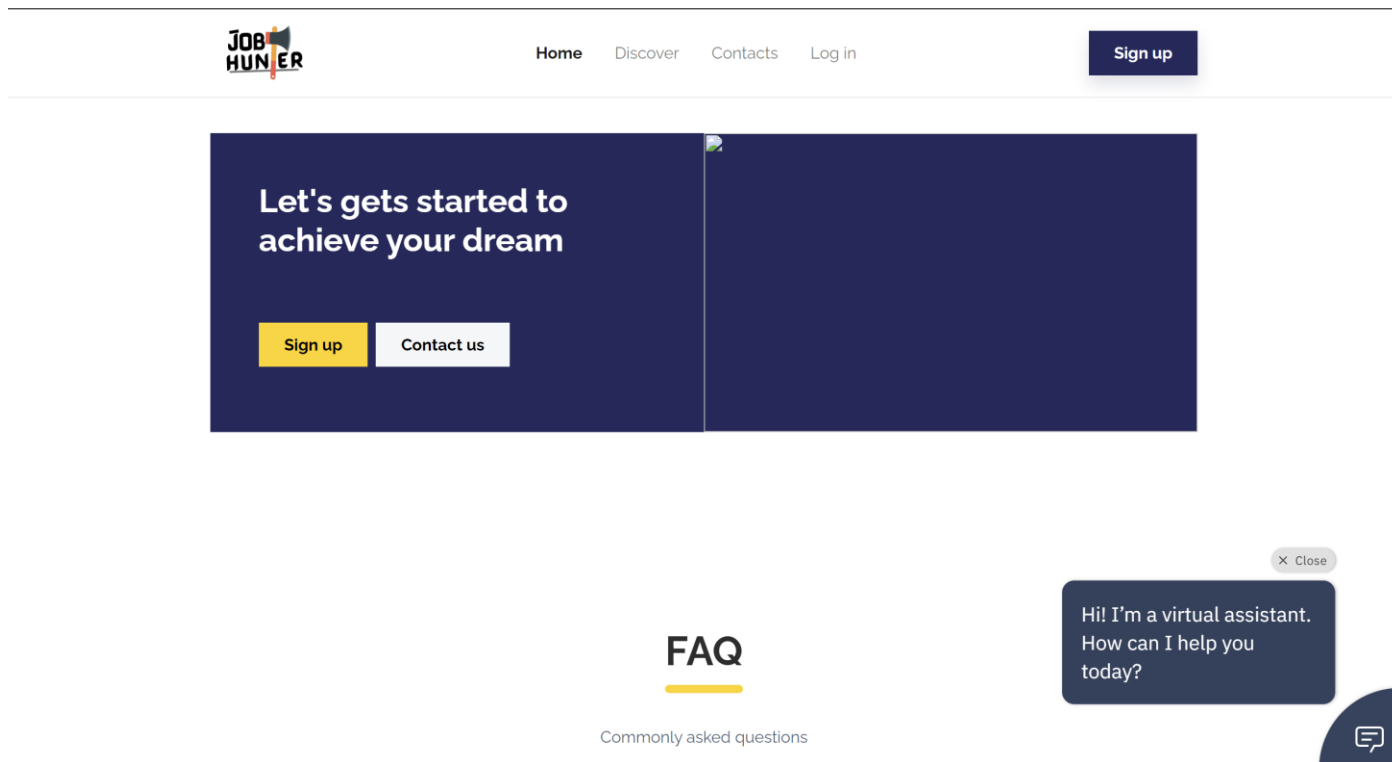 JOB
HUNTER
Home
Discover
Contacts
Log in
Sign up
Let's gets started to
achieve your dream
Sign up
Contact us
Close
Hi! I’m a virtual assistant.
How can I help you
today?
FAQ
Commonly asked questions